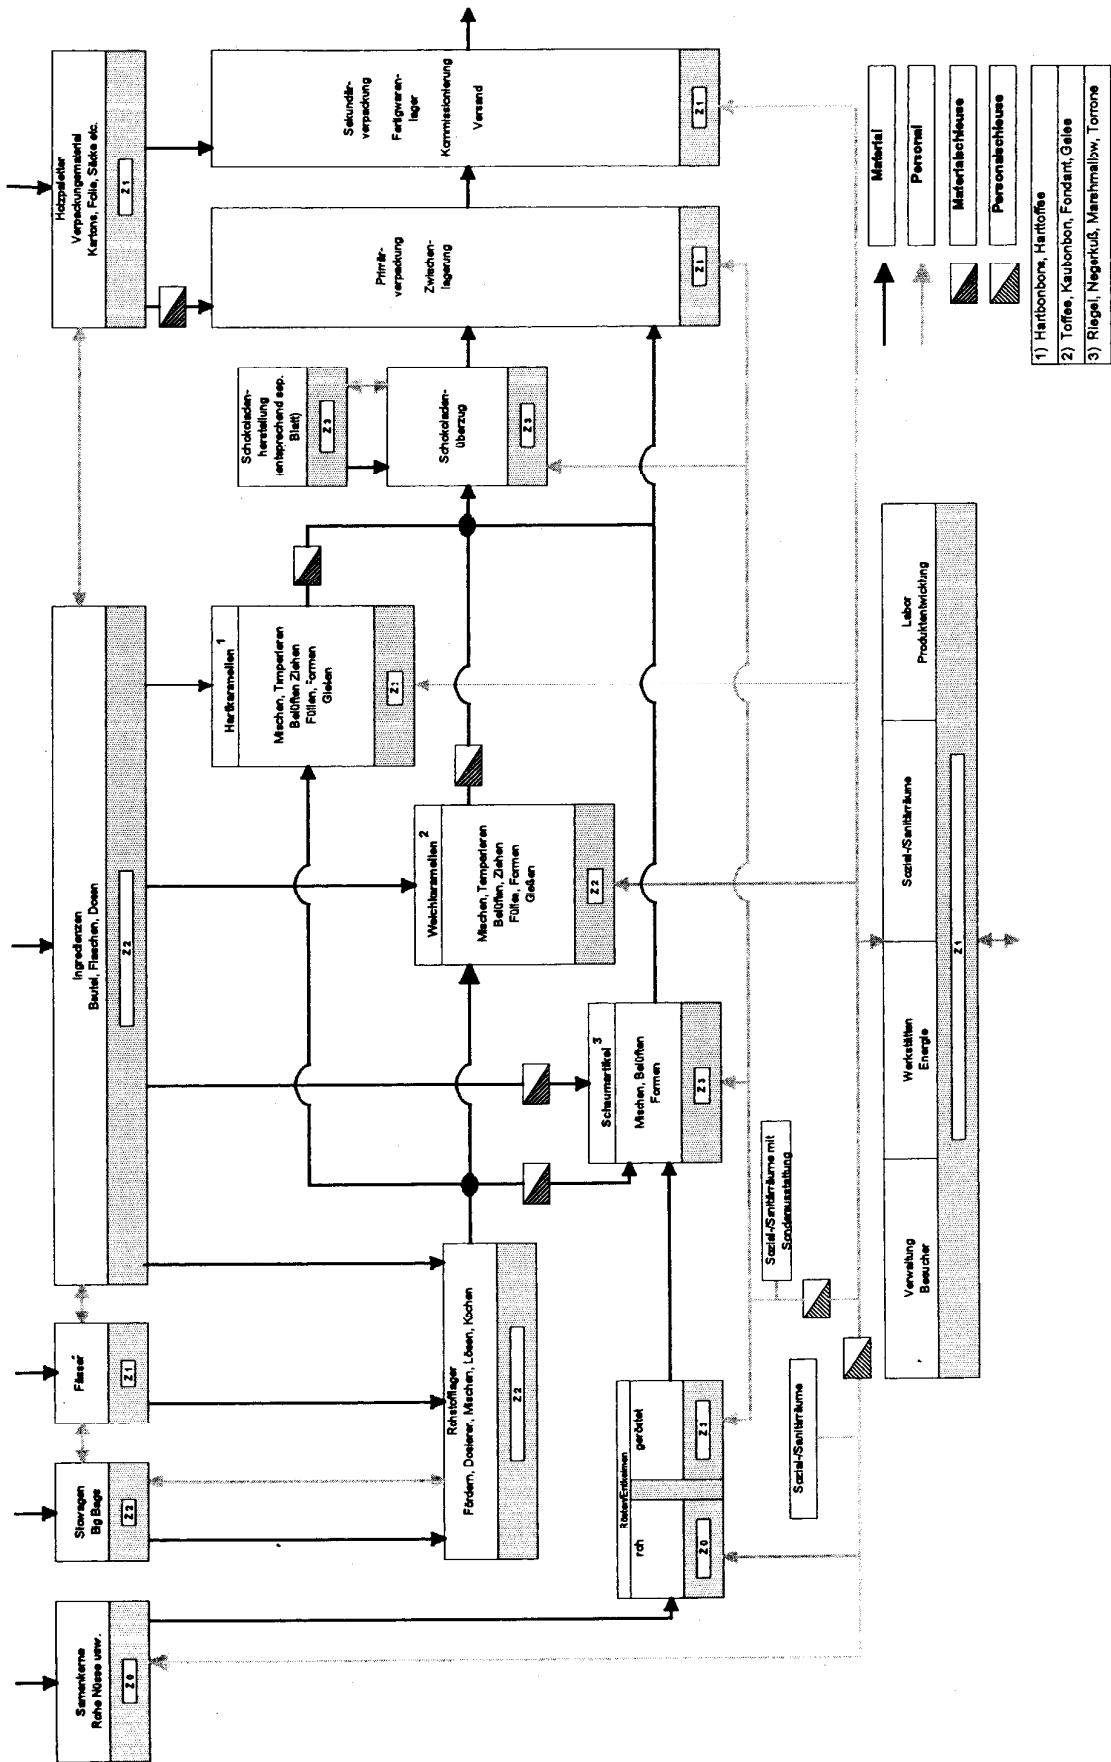 Samenkerne
Rohe Nüsse usw.
Z 0
Silowagen
Big Bags
Z 2
Fässer
Z 1
Ingredienzen
Beutel, Flaschen, Dosen
Z 2
Holzpaletten
Verpackungsmaterial
Kartons, Folie, Säcke etc.
Z 1
Hartkaramellen 1
Mischen, Temperieren
Belüften Ziehen
Füllen, Formen
Gießen
Z 1
Schokoladen-
herstellung
(entsprechend sep.
Blatt)
Z 3
Primär-
verpackung
Zwischen-
lagerung
Z 1
Sekundär-
verpackung
Fertigwaren-
lager
Kommissionierung
Versand
Z 1
Rohstofflager
Fördern, Dosieren, Mischen, Lösen, Kochen
Z 2
Weichkaramellen 2
Mischen, Temperieren
Belüften, Ziehen
Füllen, Formen
Gießen
Z 2
Schokoladen-
überzug
Z 3
Rösten/Entkeimen
roh
geröstet
Z 0
Z 3
Schaumartikel 3
Mischen, Belüften
Formen
Z 3
Sozial-/Sanitärräume
Sozial-/Sanitärräume mit
Sonderausstattung
Verwaltung
Besucher
Werkstätten
Energie
Sozial-/Sanitärräume
Labor
Produktentwicklung
Z 1
Material
Personal
Materialschleuse
Personalschleuse
1) Hartbonbons, Harttoffee
2) Toffee, Kaubonbon, Fondant, Gelee
3) Riegel, Negerkuß, Marshmallow, Torrone